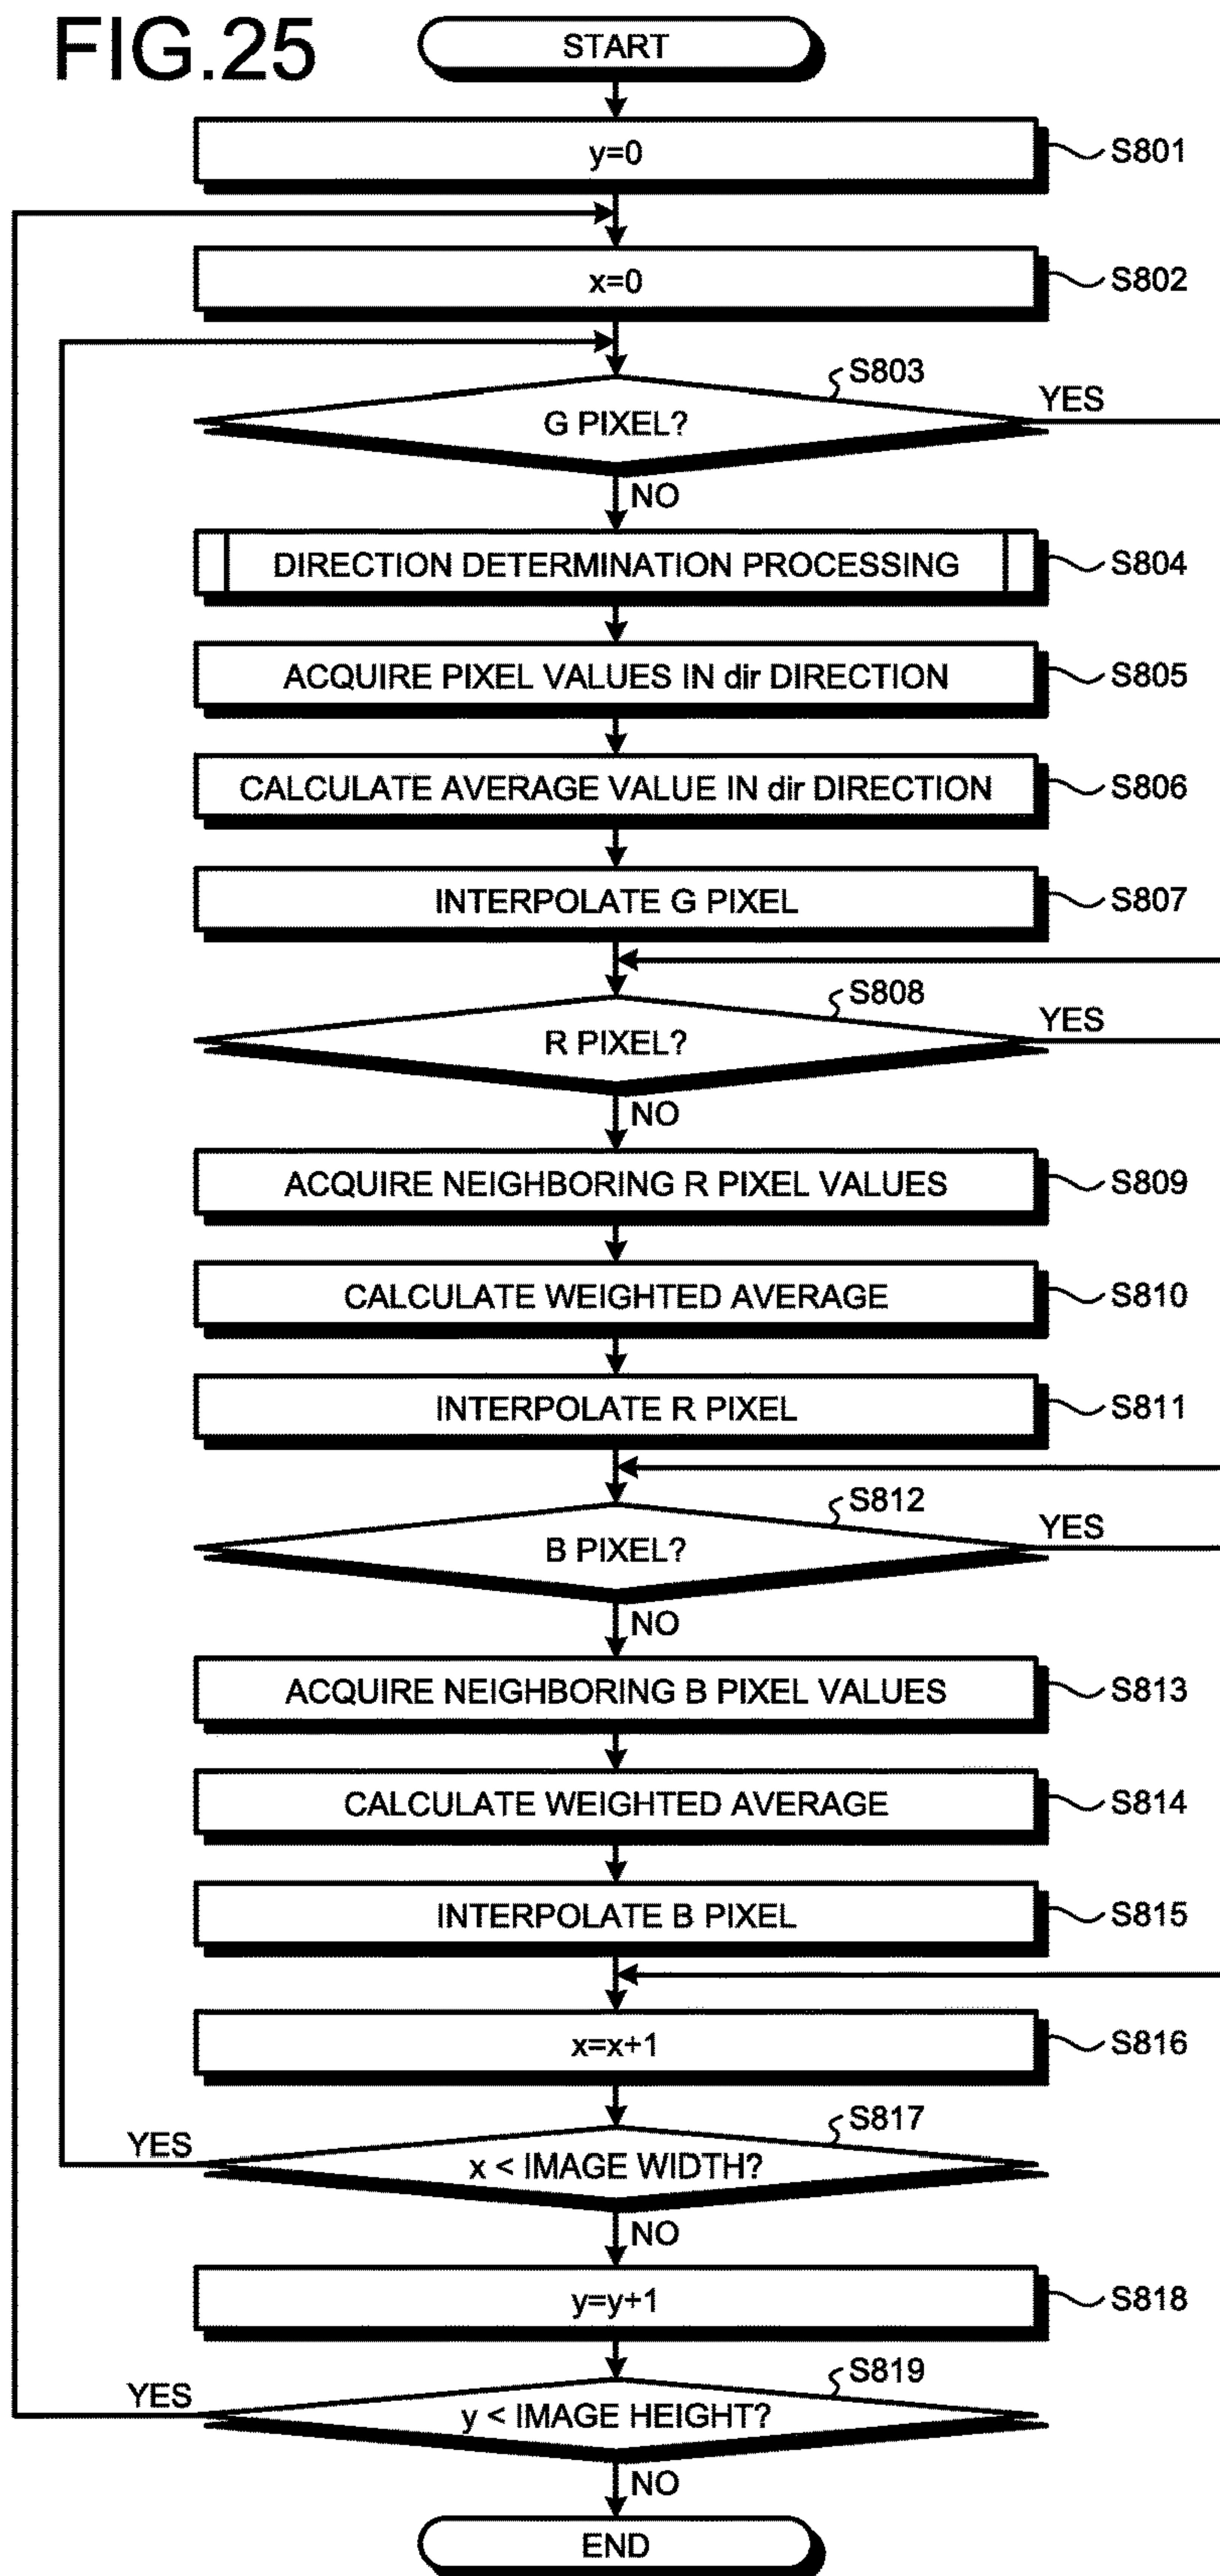 FIG.25
START
y=0
S801
x=0
S802
S803
G PIXEL?
YES
NO
DIRECTION DETERMINATION PROCESSING
S804
ACQUIRE PIXEL VALUES IN dir DIRECTION
S805
CALCULATE AVERAGE VALUE IN dir DIRECTION
S806
INTERPOLATE G PIXEL
S807
S808
R PIXEL?
YES
NO
ACQUIRE NEIGHBORING R PIXEL VALUES
S809
CALCULATE WEIGHTED AVERAGE
S810
INTERPOLATE R PIXEL
S811
S812
B PIXEL?
YES
NO
ACQUIRE NEIGHBORING B PIXEL VALUES
S813
CALCULATE WEIGHTED AVERAGE
S814
INTERPOLATE B PIXEL
S815
x=x+1
S816
S817
YES
x < IMAGE WIDTH?
NO
y=y+1
S818
S819
YES
y < IMAGE HEIGHT?
NO
END